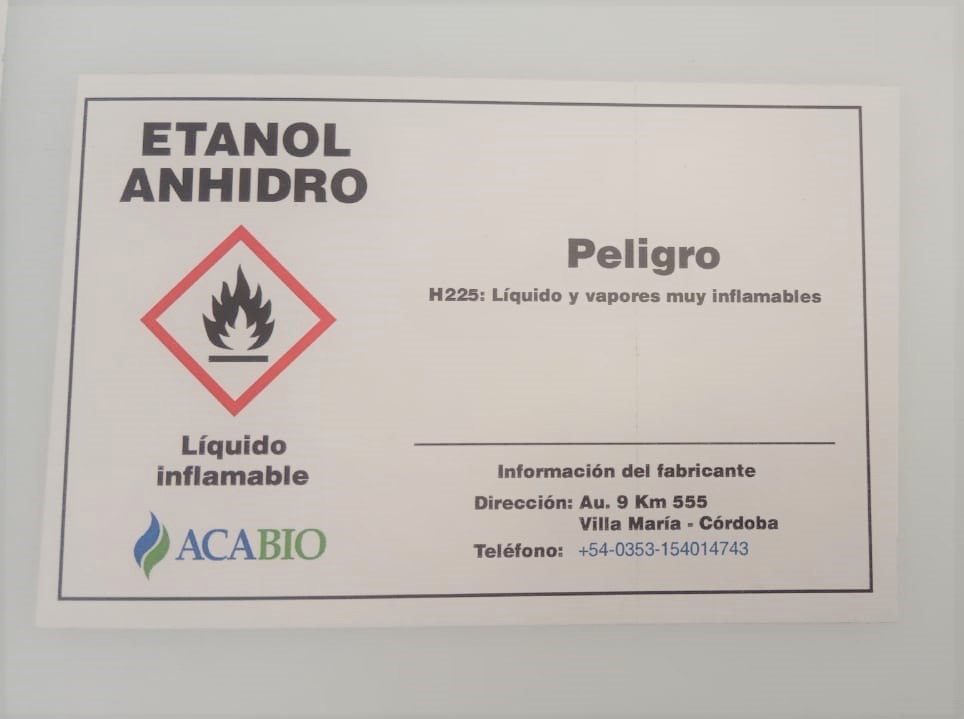 ETANOL
ANHIDRO
Líquido
inflamable
ACABIO
Peligro
H225: Líquido y vapores muy inflamables
Información del fabricante
Dirección: Au. 9 Km 555
Villa María - Córdoba
Teléfono: +54-0353-154014743